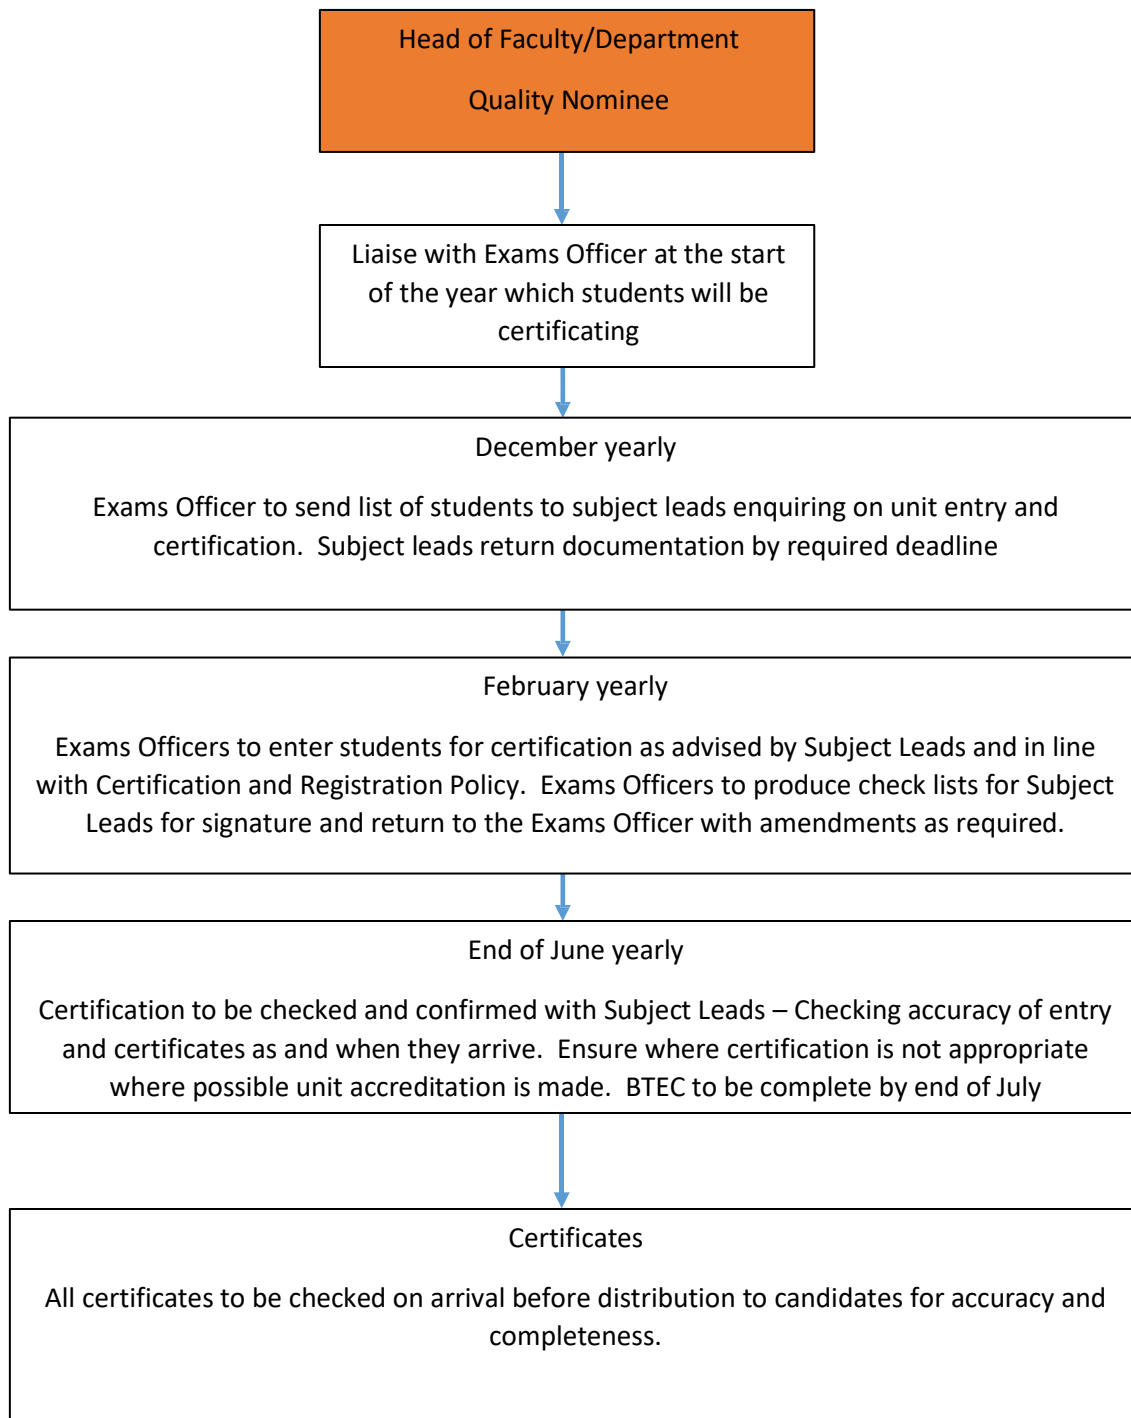 Head of Faculty/Department
Quality Nominee
Liaise with Exams Officer at the start
of the year which students will be
certificating
December yearly
Exams Officer to send list of students to subject leads enquiring on unit entry and
certification.  Subject leads return documentation by required deadline
February yearly
Exams Officers to enter students for certification as advised by Subject Leads and in line
with Certification and Registration Policy.  Exams Officers to produce check lists for Subject
Leads for signature and return to the Exams Officer with amendments as required.
End of June yearly
Certification to be checked and confirmed with Subject Leads – Checking accuracy of entry
and certificates as and when they arrive.  Ensure where certification is not appropriate
where possible unit accreditation is made.  BTEC to be complete by end of July
Certificates
All certificates to be checked on arrival before distribution to candidates for accuracy and
completeness.